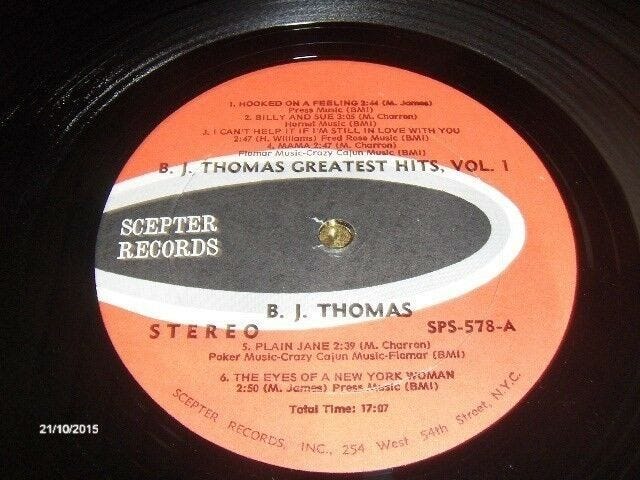 1. HOOKED ON A FEELING 2:44 (M. James)
Press Music (BMI)
2. BILLY AND SUE 3:05 (M. Charron)
Hornet Music (BMI)
3. I CAN'T HELP IT IF I'M STILL IN LOVE WITH YOU
2:47 (H. Williams) Fred Rose Music (BMI)
4. MAMA 2:47 (M. Charron)
Flomar Music-Crazy Cajun Music (BMI)
B. J. THOMAS GREATEST HITS, VOL. 1
SCEPTER
RECORDS
B. J. THOMAS
STEREO SPS-578-A
5. PLAIN JANE 2:39 (M. Charron)
Poker Music-Crazy Cajun Music-Flomar (BMI)
6. THE EYES OF A NEW YORK WOMAN
2:50 (M. James) Press Music (BMI)
Total Time: 17:07
SCEPTER RECORDS, INC., 254 West 54th Street, N.Y.C.
21/10/2015